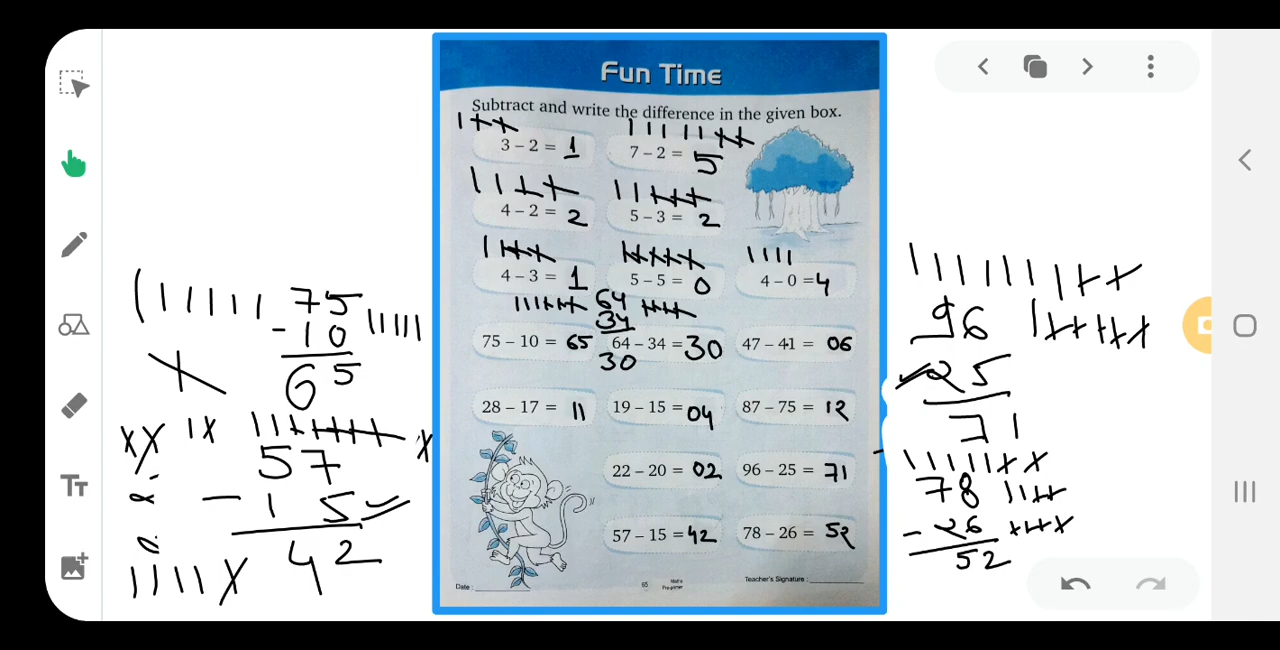 Fun Time
Subtract and write the difference in the given box.
3 – 2 = 1
7 – 2 = 5
4 – 2 = 2
5 – 3 = 2
4 – 3 = 1
5 – 5 = 0
4 – 0 = 4
64
34
30
75 – 10 = 65
64 – 34 = 30
47 – 41 = 06
28 – 17 = 11
19 – 15 = 04
87 – 75 = 12
22 – 20 = 02
96 – 25 = 71
57 – 15 = 42
78 – 26 = 52
Date :
65
Teacher's Signature :
75
- 10
65
57
- 15
42
96
25
71
78
- 26
52
Tt